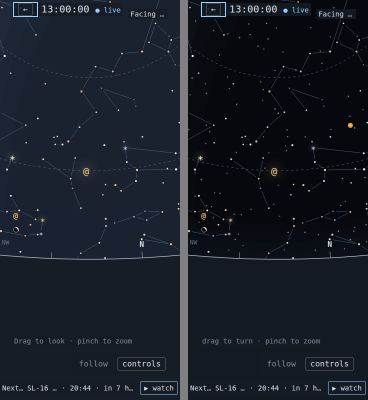 ← 13:00:00 ● live
Facing …
@
@
NW
N
Drag to look · pinch to zoom
follow controls
Next… SL-16 … · 20:44 · in 7 h… ▶ watch
← 13:00:00 ● live
Facing …
@
@
NW
N
drag to turn · pinch to zoom
follow controls
Next… SL-16 … · 20:44 · in 7 h… ▶ watch